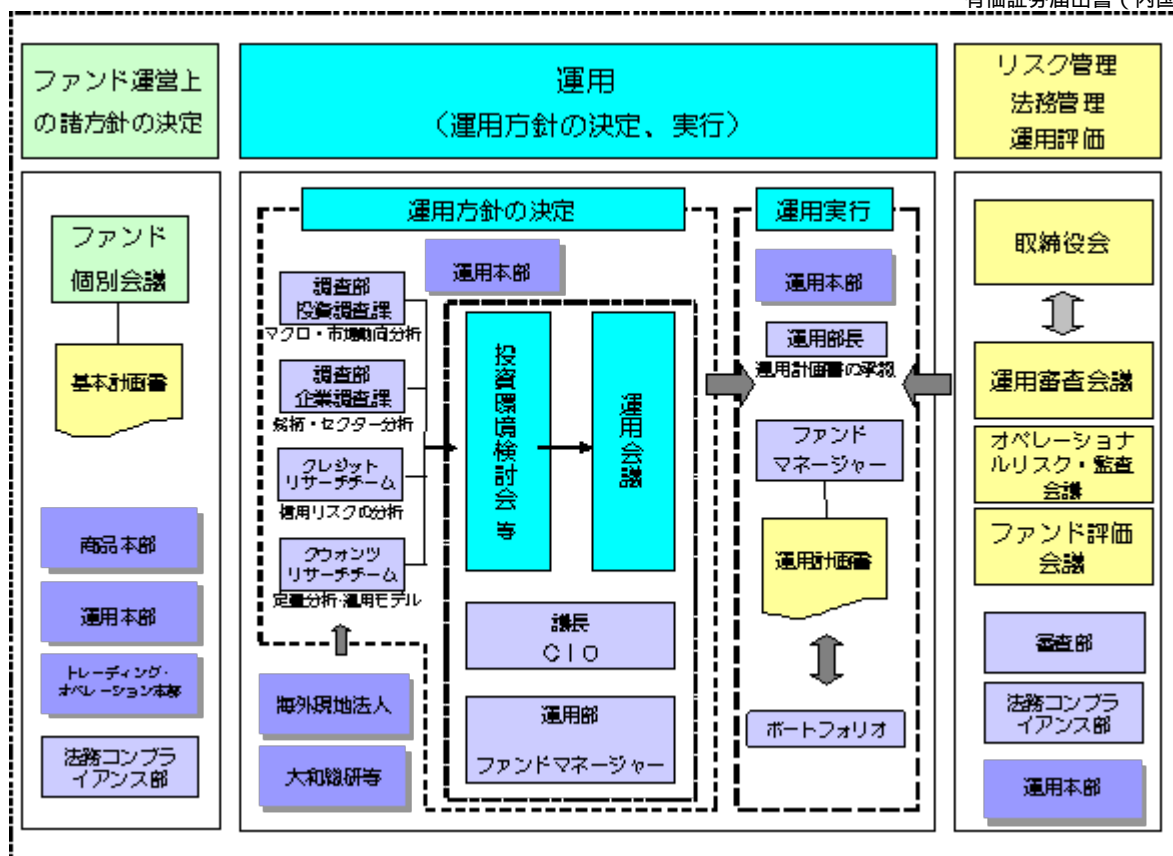 有価証券届出書（内国
ファンド運営上
の諸方針の決定
運用
（運用方針の決定、実行）
リスク管理
法務管理
運用評価
ファンド
個別会議
基本計画書
商品本部
運用本部
トレーディング・
オペレーション本部
法務コンプラ
イアンス部
運用方針の決定
運用本部
調査部
投資調査課
マクロ・市場動向分析
調査部
企業調査課
銘柄・セクター分析
クレジット
リサーチチーム
信用リスクの分析
クウォンツ
リサーチチーム
定量分析・運用モデル
海外現地法人
大和総研等
投資環境検討会 等
運用会議
議長
ＣＩＯ
運用部
ファンドマネージャー
運用実行
運用本部
運用部長
運用計画書の承認
ファンド
マネージャー
運用計画書
ポートフォリオ
取締役会
運用審査会議
オペレーショナ
ルリスク・監査
会議
ファンド評価
会議
審査部
法務コンプラ
イアンス部
運用本部